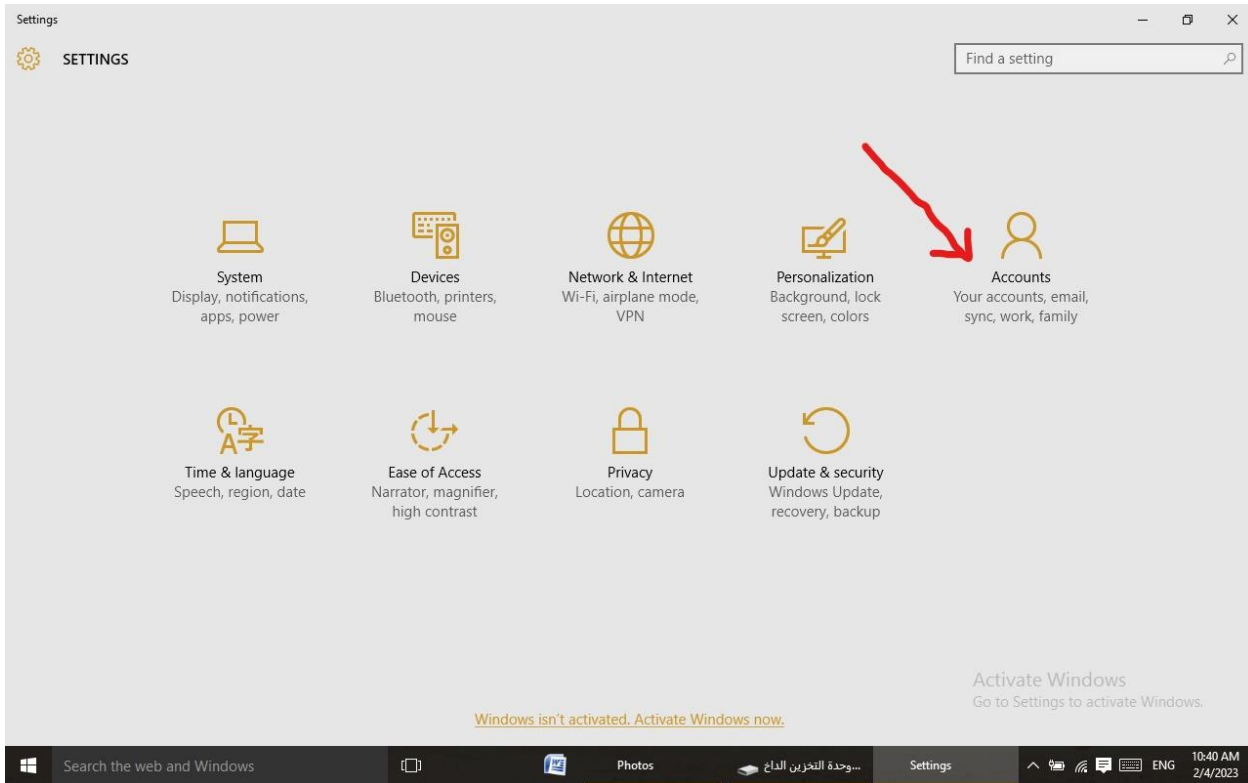 Settings
SETTINGS
Find a setting
System
Display, notifications,
apps, power
Devices
Bluetooth, printers,
mouse
Network & Internet
Wi-Fi, airplane mode,
VPN
Personalization
Background, lock
screen, colors
Accounts
Your accounts, email,
sync, work, family
Time & language
Speech, region, date
Ease of Access
Narrator, magnifier,
high contrast
Privacy
Location, camera
Update & security
Windows Update,
recovery, backup
Activate Windows
Go to Settings to activate Windows.
Windows isn't activated. Activate Windows now.
Search the web and Windows
Photos
وحدة التخزين الداخ...
Settings
ENG
10:40 AM
2/4/2023